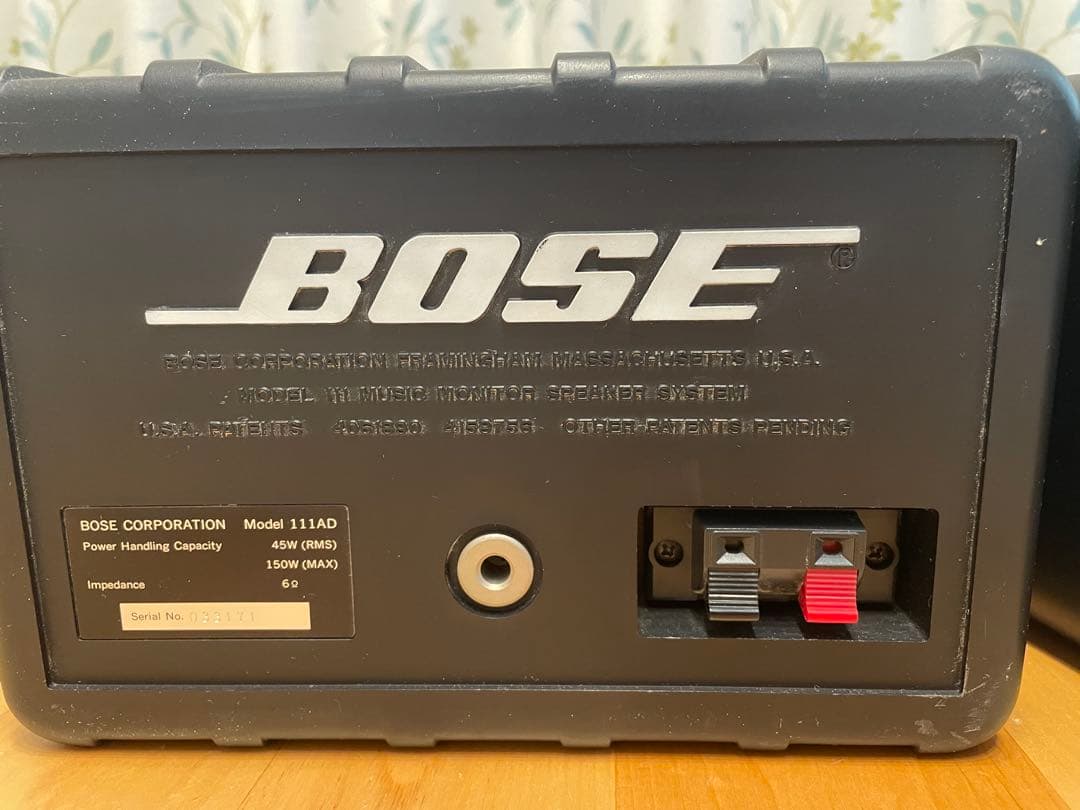 BOSE®
BOSE CORPORATION FRAMINGHAM MASSACHUSETTS U.S.A.
MODEL 111 MUSIC MONITOR SPEAKER SYSTEM
U.S.A. PATENTS OTHER PATENTS PENDING
BOSE CORPORATION Model 111AD
Power Handling Capacity 45W (RMS)
150W (MAX)
Impedance 6Ω
Serial No. 033171